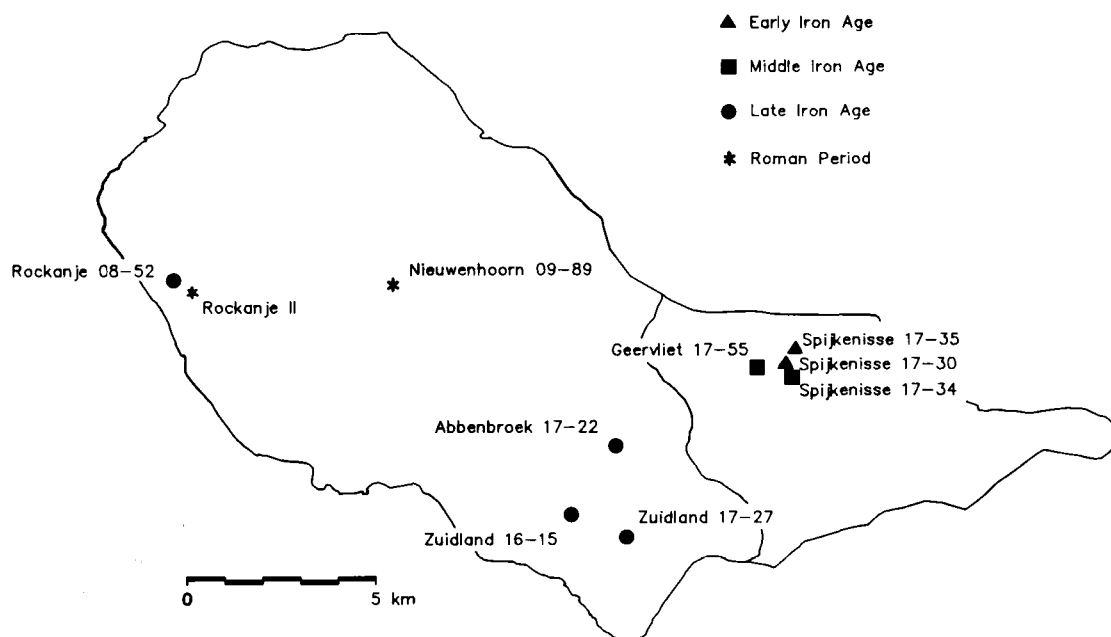 Early Iron Age
Middle Iron Age
Late Iron Age
Roman Period
Rockanje 08-52
Rockanje II
Nieuwenhoorn 09-89
Geervliet 17-55
Spijkenisse 17-35
Spijkenisse 17-30
Spijkenisse 17-34
Abbenbroek 17-22
Zuidland 16-15
Zuidland 17-27
0
5 km